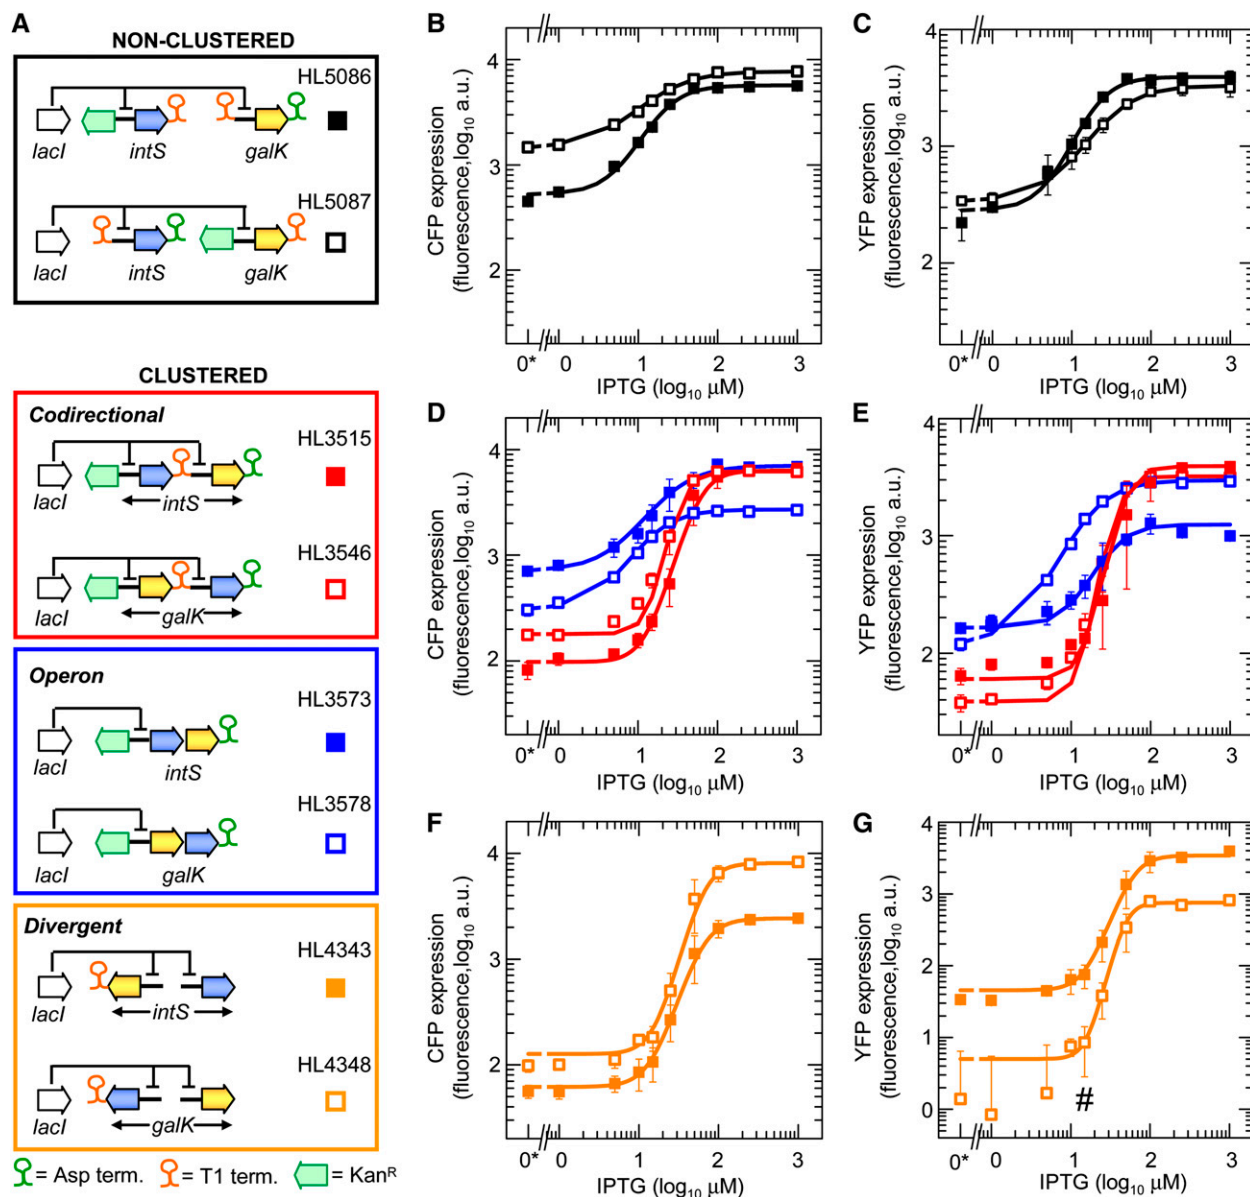 A
NON-CLUSTERED
HL5086
lacI
intS
galK
HL5087
lacI
intS
galK
CLUSTERED
Codirectional
HL3515
lacI
intS
HL3546
lacI
galK
Operon
HL3573
lacI
intS
HL3578
lacI
galK
Divergent
HL4343
lacI
intS
HL4348
lacI
galK
= Asp term.
= T1 term.
= KanR
B
CFP expression
(fluorescence,log10 a.u.)
4
3
2
0* 0 1 2 3
IPTG (log10 μM)
C
YFP expression
(fluorescence,log10 a.u.)
4
3
2
0* 0 1 2 3
IPTG (log10 μM)
D
CFP expression
(fluorescence,log10 a.u.)
4
3
2
0* 0 1 2 3
IPTG (log10 μM)
E
YFP expression
(fluorescence,log10 a.u.)
4
3
2
0* 0 1 2 3
IPTG (log10 μM)
F
CFP expression
(fluorescence,log10 a.u.)
4
3
2
0* 0 1 2 3
IPTG (log10 μM)
G
YFP expression
(fluorescence,log10 a.u.)
4
3
2
1
0
#
0* 0 1 2 3
IPTG (log10 μM)